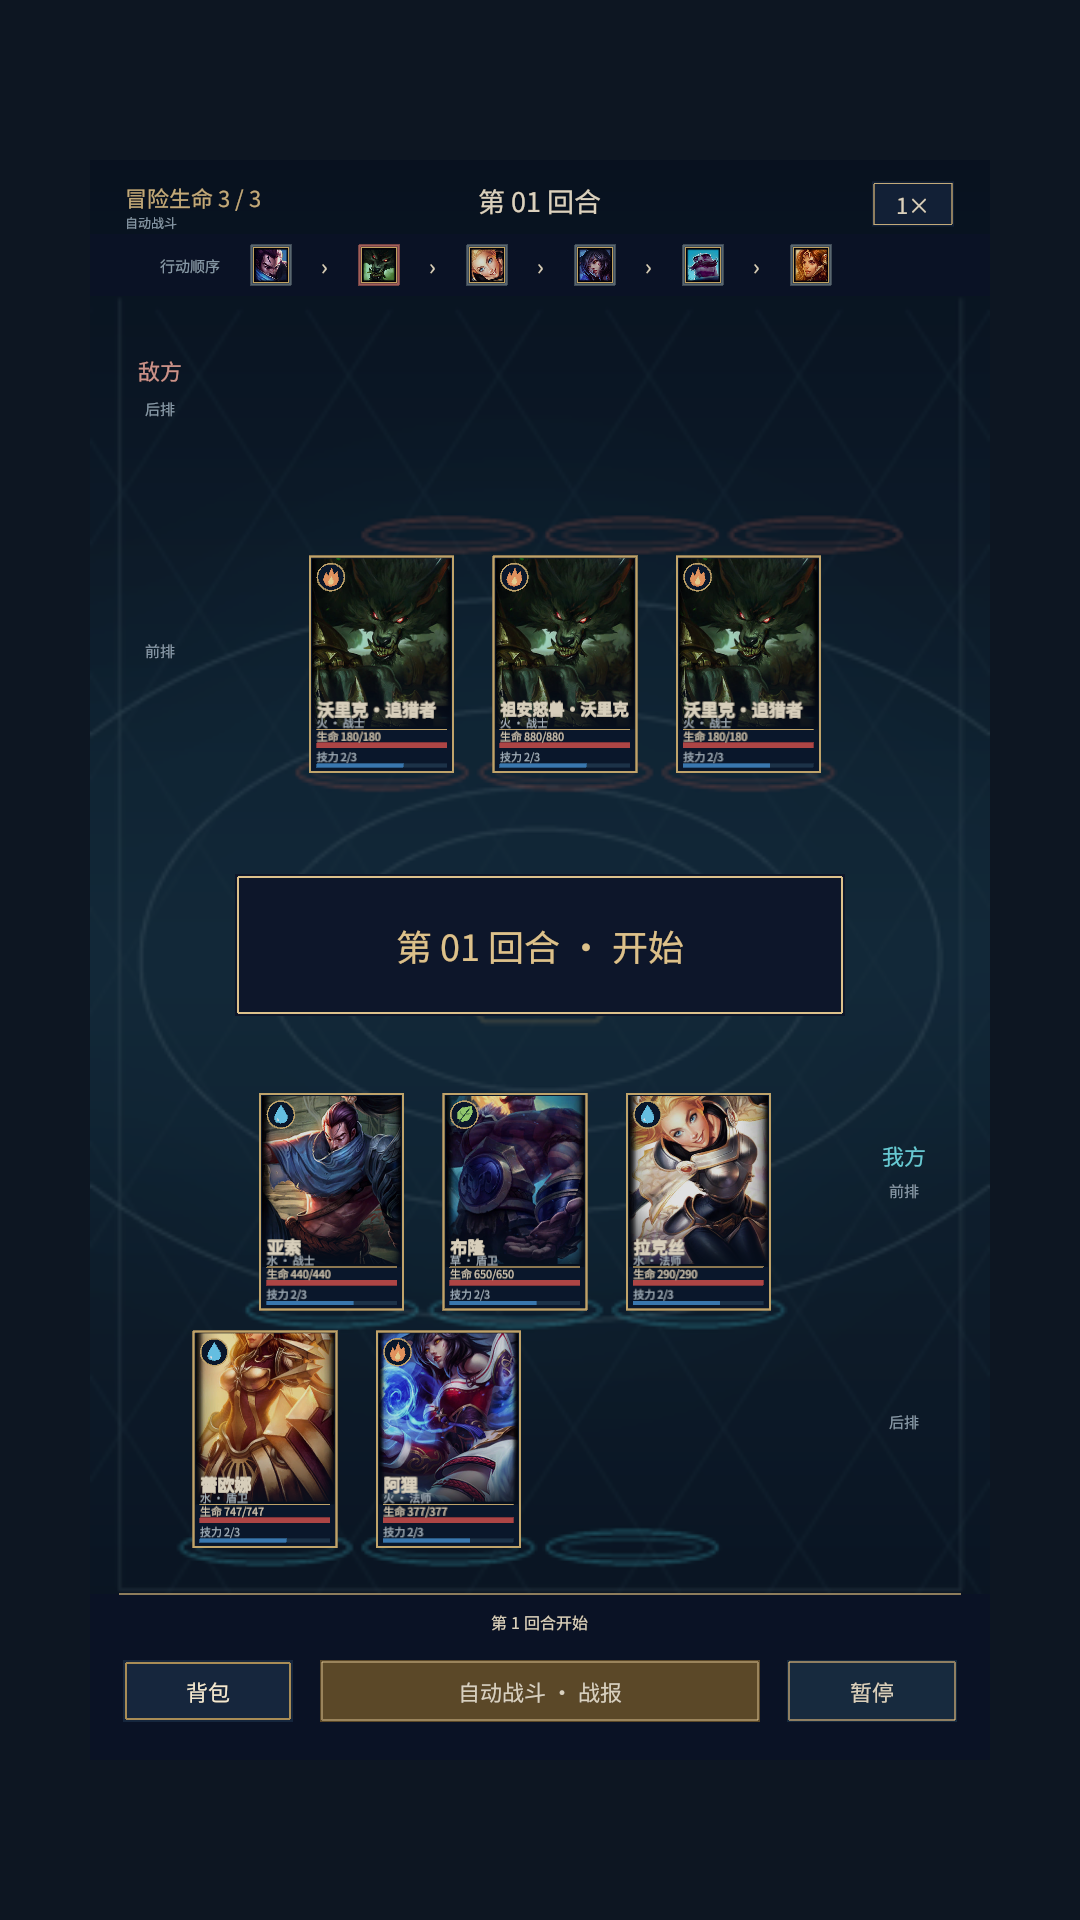 冒险生命 3 / 3
自动战斗
第 01 回合
1×
行动顺序
敌方
后排
前排
沃里克·追猎者
火·战士
生命 180/180
技力 2/3
祖安怒兽·沃里克
火·战士
生命 880/880
技力 2/3
沃里克·追猎者
火·战士
生命 180/180
技力 2/3
第 01 回合 · 开始
亚索
水·战士
生命 440/440
技力 2/3
布隆
草·盾卫
生命 650/650
技力 2/3
拉克丝
水·法师
生命 290/290
技力 2/3
我方
前排
蕾欧娜
水·盾卫
生命 747/747
技力 2/3
阿狸
火·法师
生命 377/377
技力 2/3
后排
第 1 回合开始
背包
自动战斗 · 战报
暂停